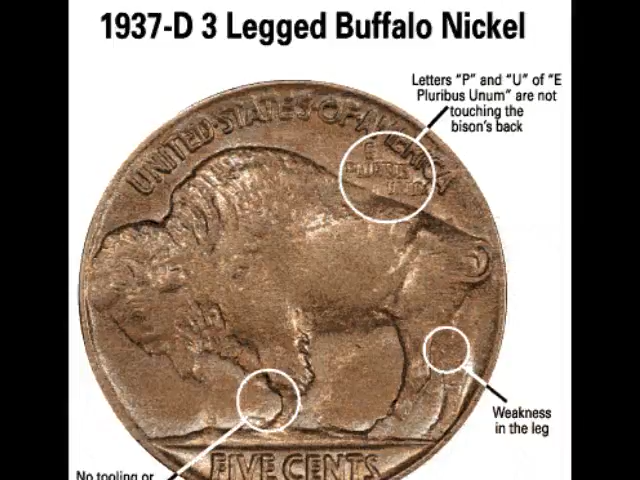 1937-D 3 Legged Buffalo Nickel
Letters "P" and "U" of "E
Pluribus Unum" are not
touching the
bison's back
UNITED·STATES·OF·AMERICA
E
PLURIBUS
UNUM
Weakness
in the leg
No tooling or
FIVE CENTS